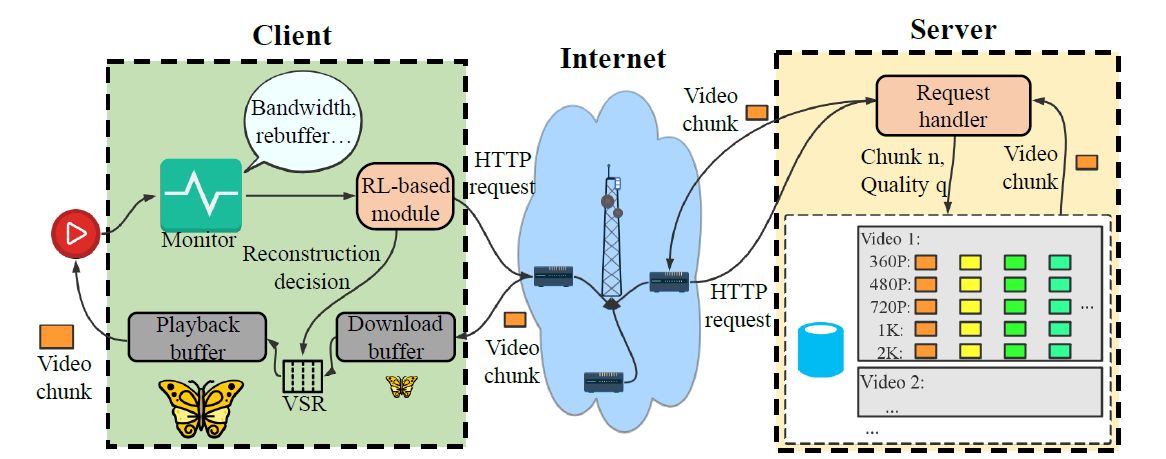 Client
Internet
Server
Bandwidth,
rebuffer…
Monitor
RL-based
module
Reconstruction
decision
Playback
buffer
VSR
Download
buffer
Video
chunk
HTTP
request
Video
chunk
Video
chunk
HTTP
request
Request
handler
Chunk n,
Quality q
Video
chunk
Video 1:
360P:
480P:
720P:
...
1K:
2K:
Video 2:
...
...